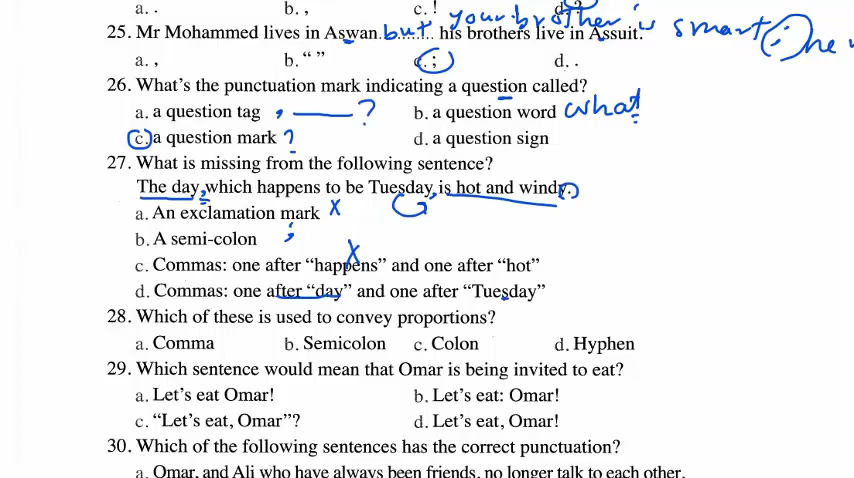 a. . b. , c. ! d. ?
your brother is smart; he
25. Mr Mohammed lives in Aswan but his brothers live in Assuit.
a. , b. “ ” c. ; d. .
26. What’s the punctuation mark indicating a question called?
a. a question tag , ____ ? b. a question word what
c. a question mark ? d. a question sign
27. What is missing from the following sentence?
The day, which happens to be Tuesday, is hot and windy.
a. An exclamation mark x
b. A semi-colon ;
c. Commas: one after “happens” and one after “hot” x
d. Commas: one after “day” and one after “Tuesday”
28. Which of these is used to convey proportions?
a. Comma b. Semicolon c. Colon d. Hyphen
29. Which sentence would mean that Omar is being invited to eat?
a. Let’s eat Omar! b. Let’s eat: Omar!
c. “Let’s eat, Omar”? d. Let’s eat, Omar!
30. Which of the following sentences has the correct punctuation?
a. Omar, and Ali who have always been friends, no longer talk to each other.